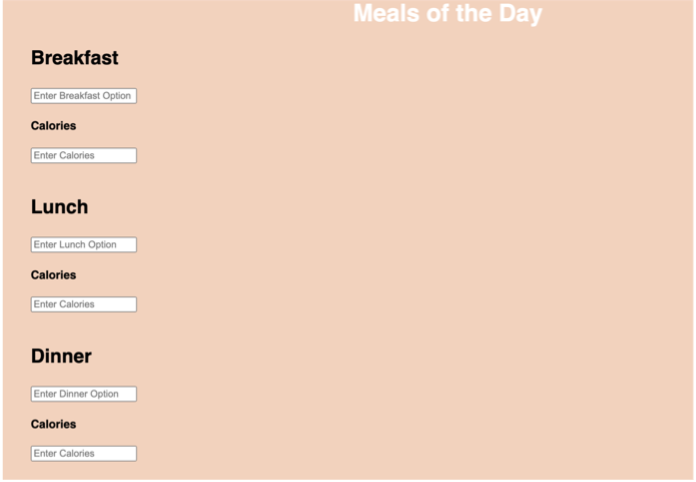 Meals of the Day
Breakfast
Enter Breakfast Option
Calories
Enter Calories
Lunch
Enter Lunch Option
Calories
Enter Calories
Dinner
Enter Dinner Option
Calories
Enter Calories